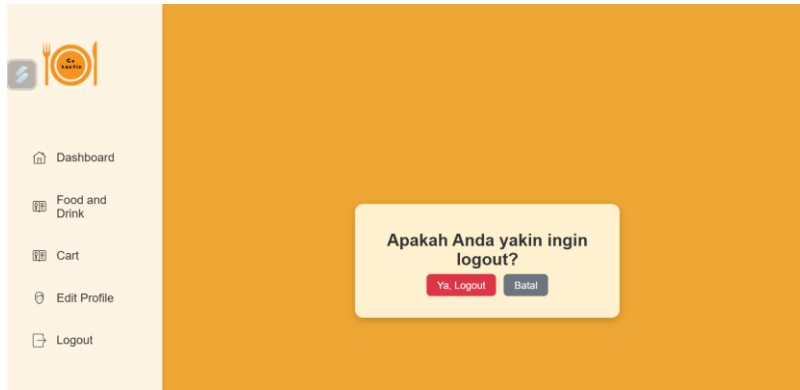 Dashboard
Food and
Drink
Cart
Edit Profile
Logout
Apakah Anda yakin ingin
logout?
Ya, Logout
Batal